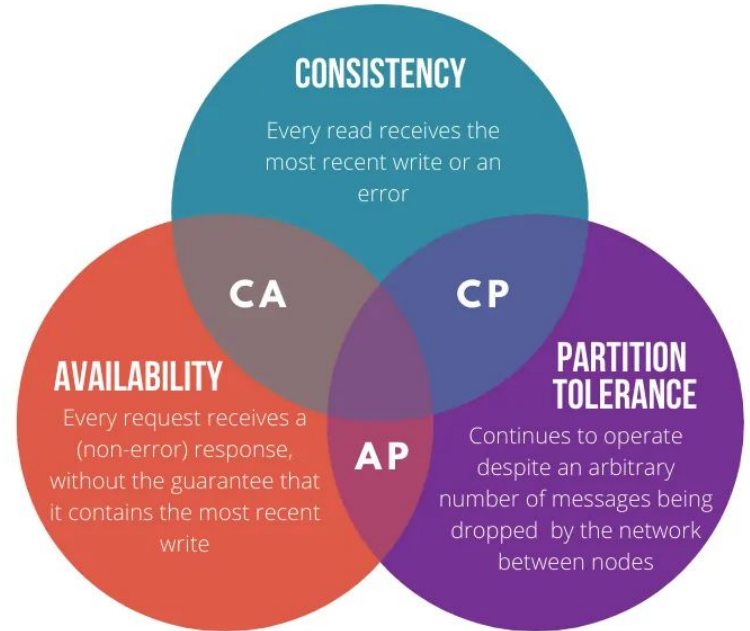 CONSISTENCY
Every read receives the
most recent write or an
error
CA
CP
AVAILABILITY
Every request receives a
(non-error) response,
without the guarantee that
it contains the most recent
write
PARTITION
TOLERANCE
Continues to operate
despite an arbitrary
number of messages being
dropped by the network
between nodes
AP